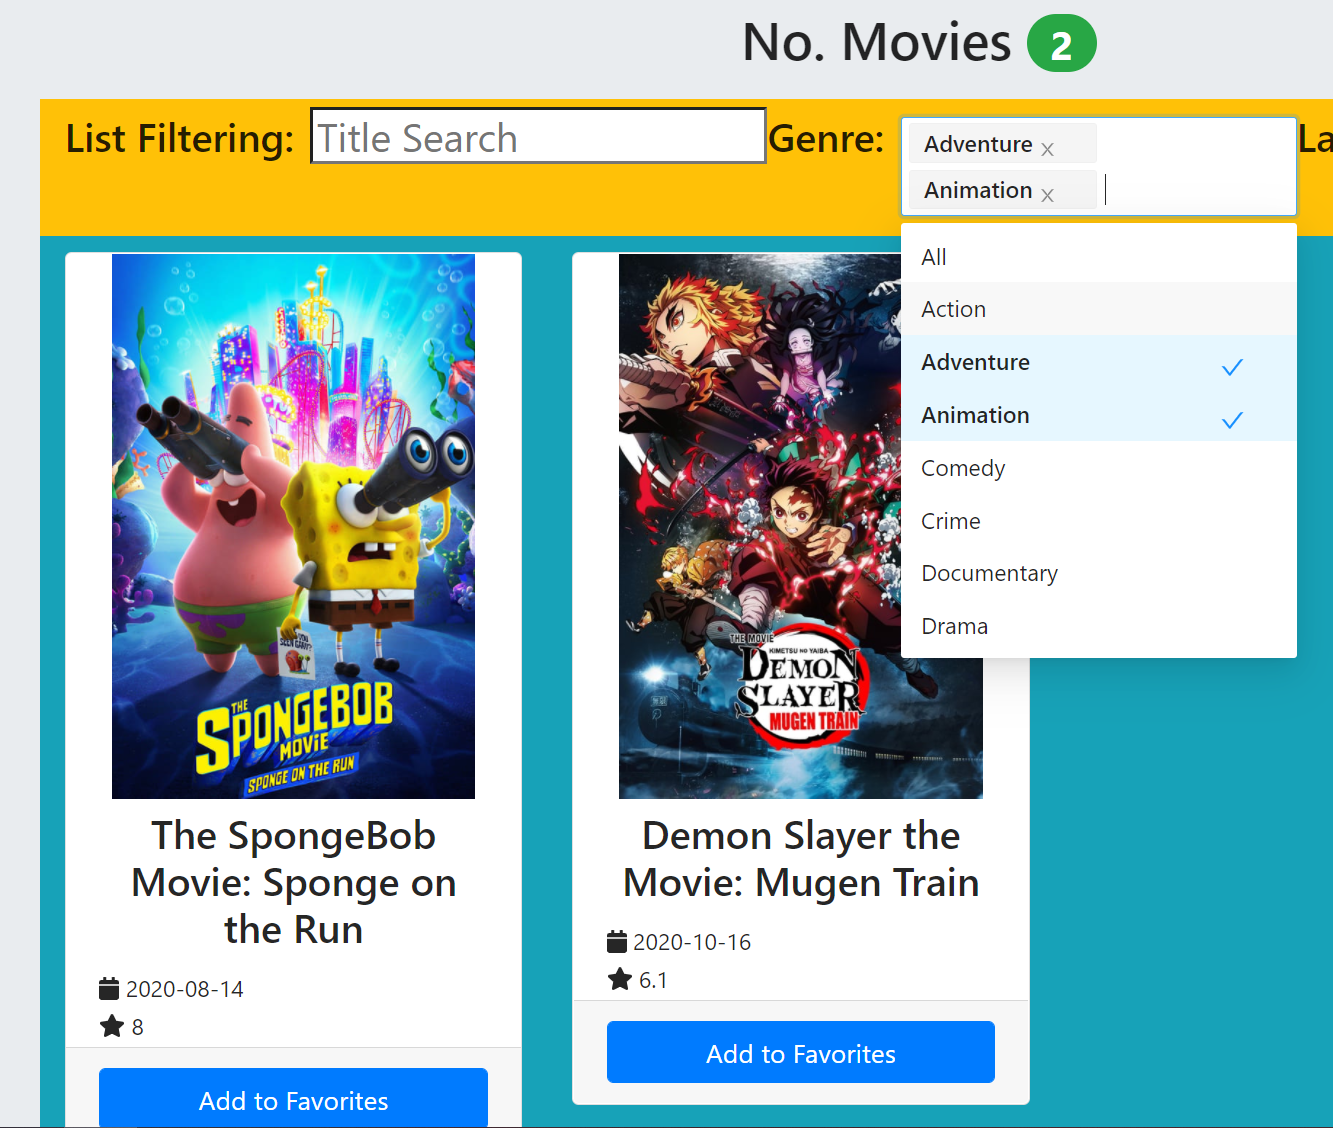 No. Movies 2
List Filtering: Title Search Genre: Adventure x La
Animation x
All
Action
Adventure
Animation
Comedy
Crime
Documentary
Drama
YOU
SEEN GARY?
THE
SPONGEBOB
MOVIE
SPONGE ON THE RUN
THE MOVIE
KIMETSU NO YAIBA
DEMON
SLAYER
MUGEN TRAIN
The SpongeBob
Movie: Sponge on
the Run
2020-08-14
8
Add to Favorites
Demon Slayer the
Movie: Mugen Train
2020-10-16
6.1
Add to Favorites